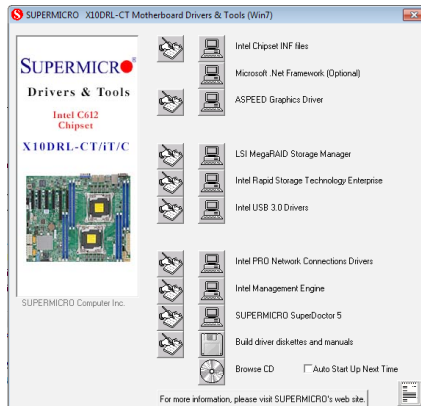 SUPERMICRO X10DRL-CT Motherboard Drivers & Tools (Win7)
SUPERMICRO
Drivers & Tools
Intel C612
Chipset
X10DRL-CT/iT/C
SUPERMICRO Computer Inc.
Intel Chipset INF files
Microsoft .Net Framework (Optional)
ASPEED Graphics Driver
LSI MegaRAID Storage Manager
Intel Rapid Storage Technology Enterprise
Intel USB 3.0 Drivers
Intel PRO Network Connections Drivers
Intel Management Engine
SUPERMICRO SuperDoctor 5
Build driver diskettes and manuals
Browse CD
Auto Start Up Next Time
For more information, please visit SUPERMICRO's web site.